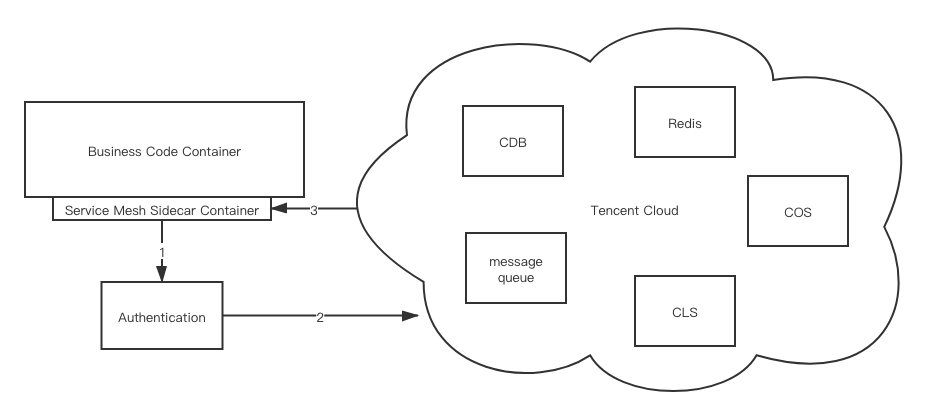 Business Code Container
Service Mesh Sidecar Container
1
Authentication
2
3
CDB
Redis
Tencent Cloud
COS
message
queue
CLS